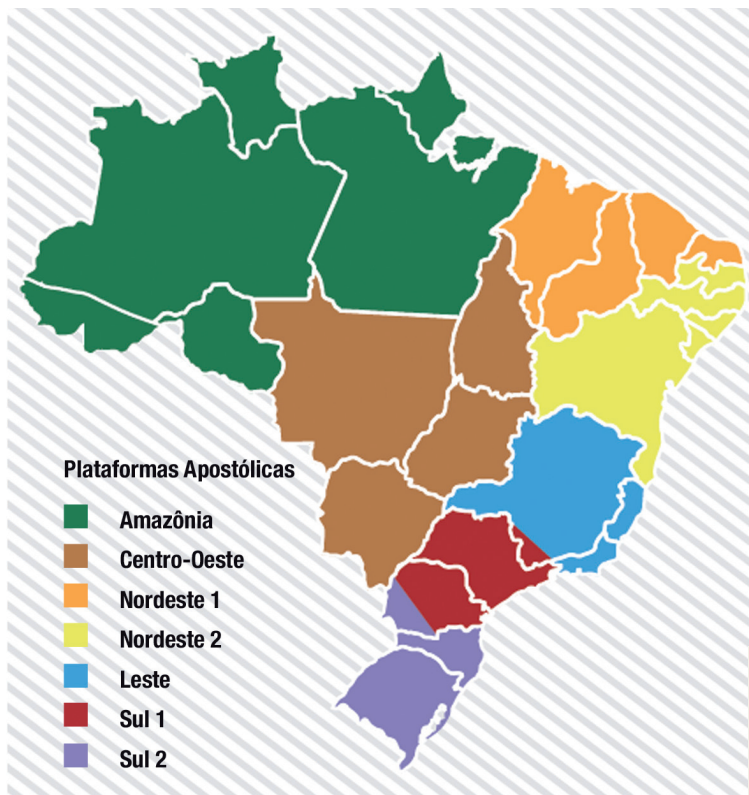 Plataformas Apostólicas
Amazônia
Centro-Oeste
Nordeste 1
Nordeste 2
Leste
Sul 1
Sul 2